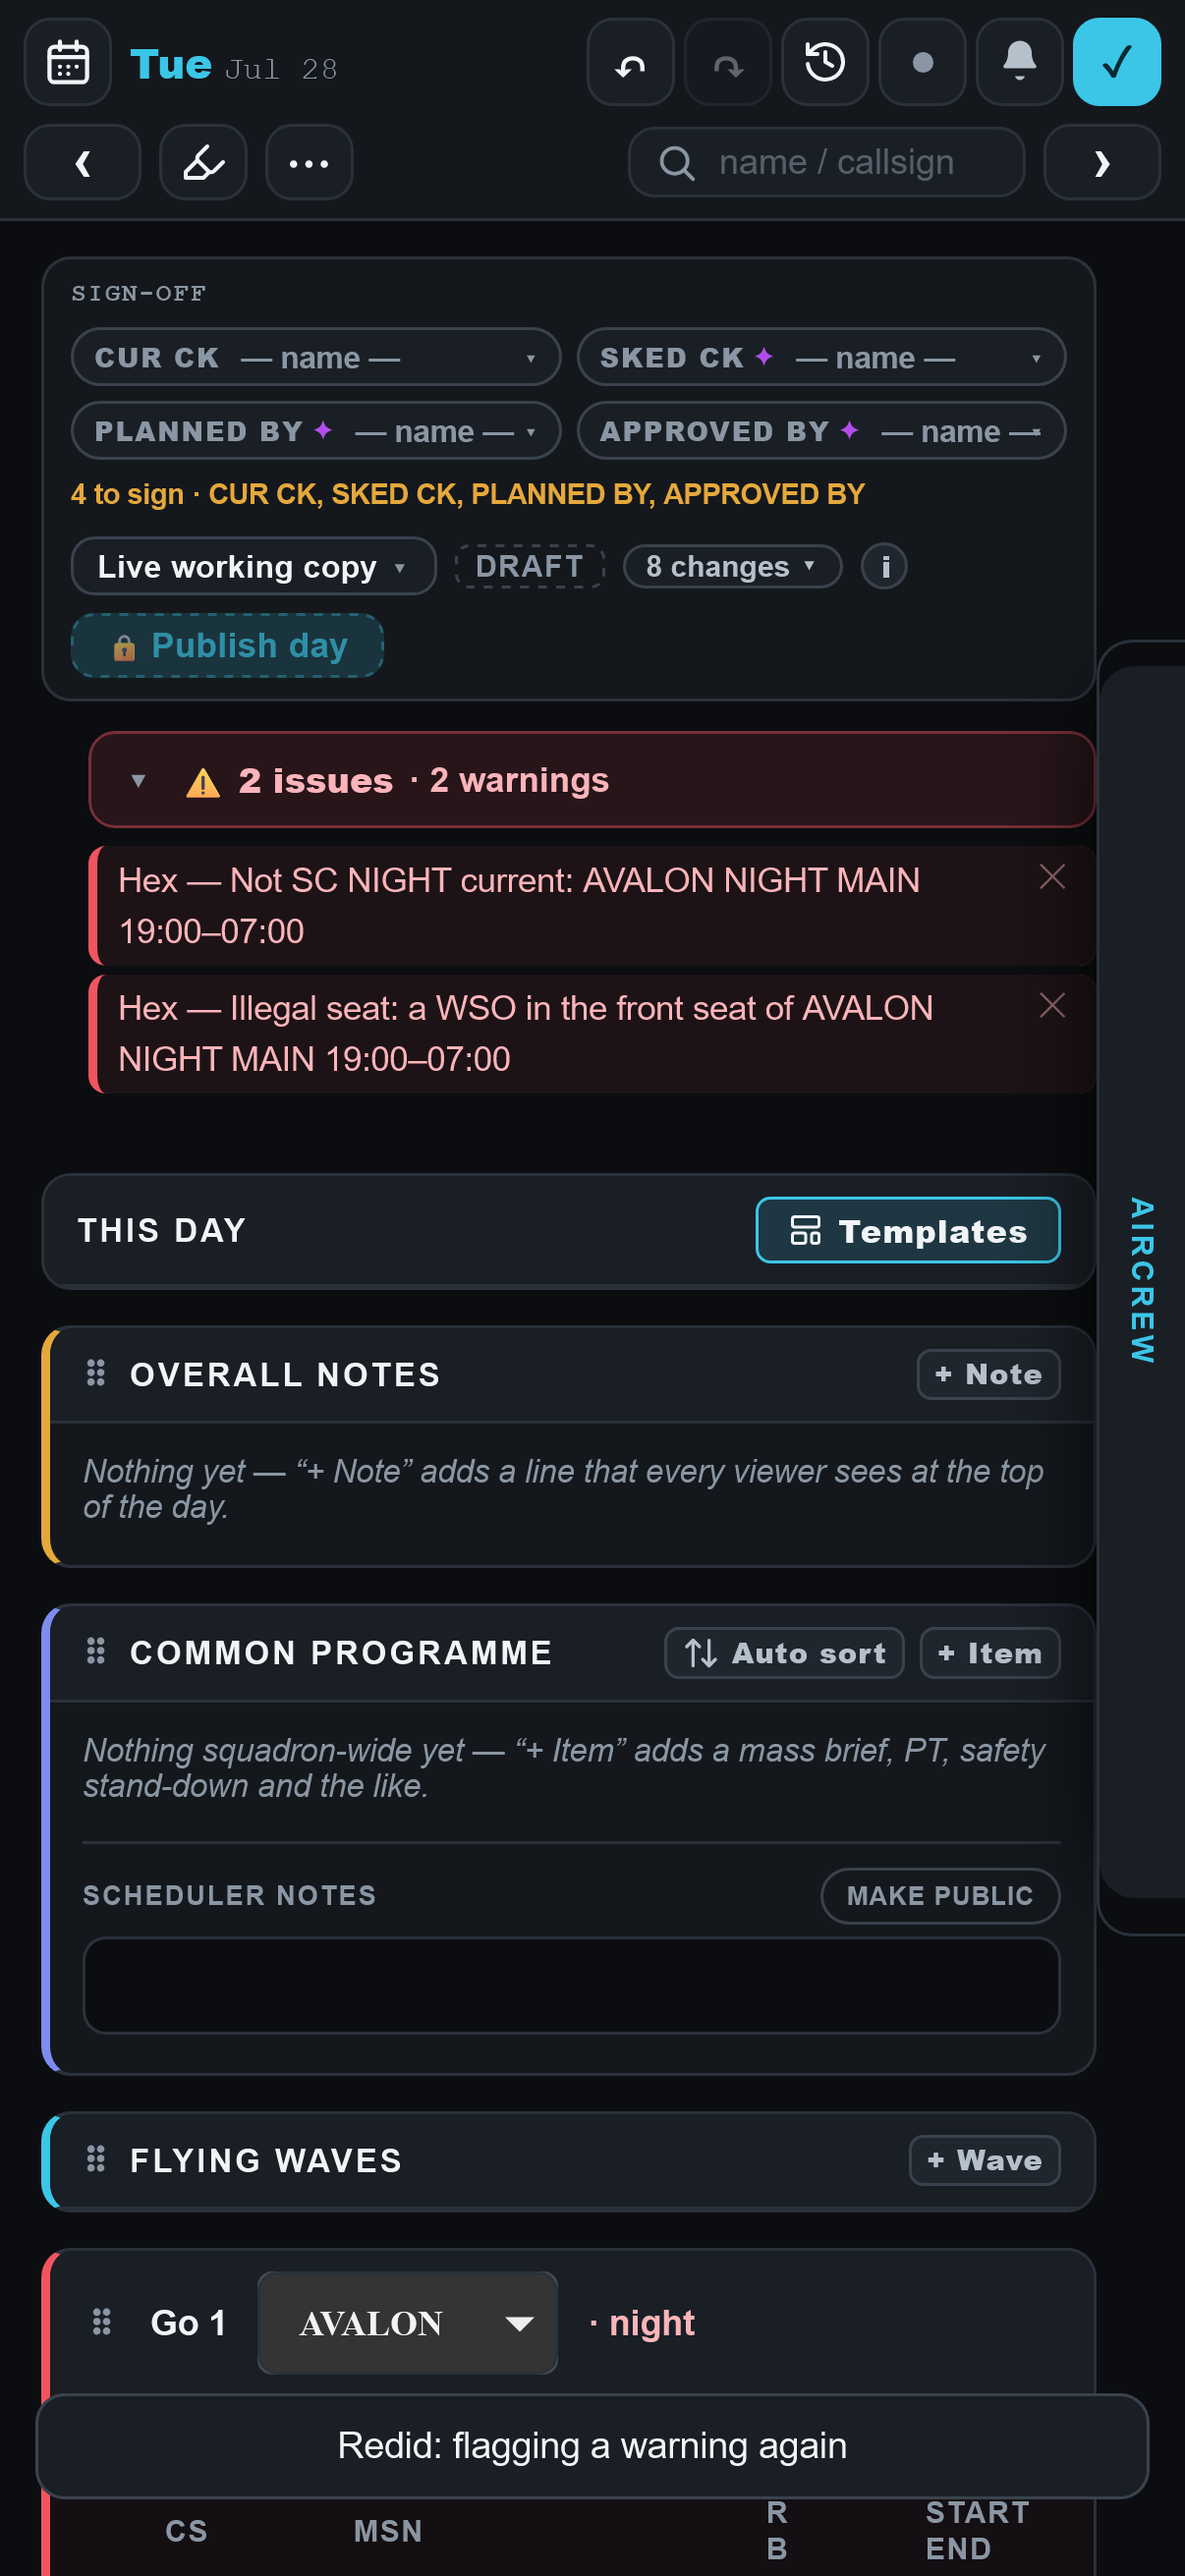 Tue Jul 28
name / callsign
SIGN-OFF
CUR CK — name —
SKED CK — name —
PLANNED BY — name —
APPROVED BY — name —
4 to sign · CUR CK, SKED CK, PLANNED BY, APPROVED BY
Live working copy
DRAFT
8 changes
i
Publish day
2 issues · 2 warnings
Hex — Not SC NIGHT current: AVALON NIGHT MAIN
19:00–07:00
Hex — Illegal seat: a WSO in the front seat of AVALON
NIGHT MAIN 19:00–07:00
THIS DAY
Templates
AIRCREW
OVERALL NOTES
+ Note
Nothing yet — “+ Note” adds a line that every viewer sees at the top
of the day.
COMMON PROGRAMME
Auto sort
+ Item
Nothing squadron-wide yet — “+ Item” adds a mass brief, PT, safety
stand-down and the like.
SCHEDULER NOTES
MAKE PUBLIC
FLYING WAVES
+ Wave
Go 1
AVALON
· night
Redid: flagging a warning again
CS
MSN
R
B
START
END